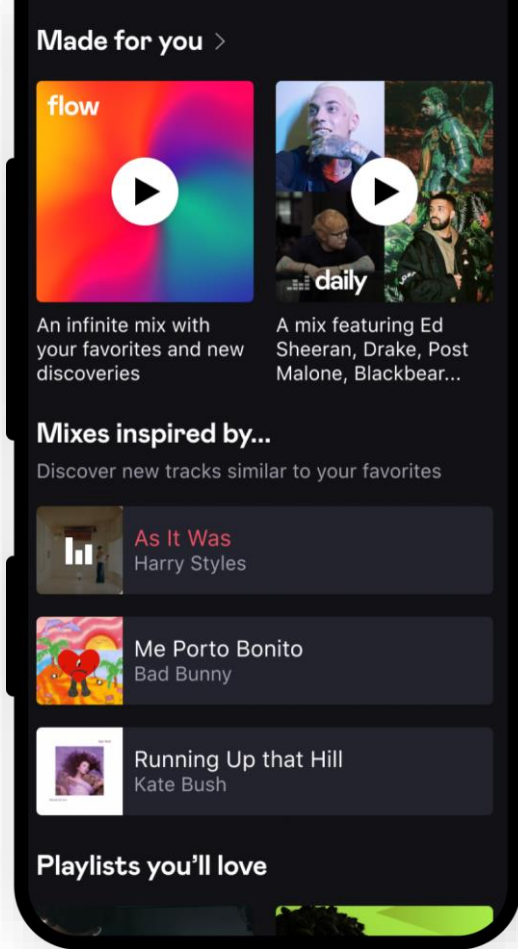 Made for you >
flow
daily
An infinite mix with
your favorites and new
discoveries
A mix featuring Ed
Sheeran, Drake, Post
Malone, Blackbear...
Mixes inspired by...
Discover new tracks similar to your favorites
As It Was
Harry Styles
Me Porto Bonito
Bad Bunny
Running Up that Hill
Kate Bush
Playlists you'll love